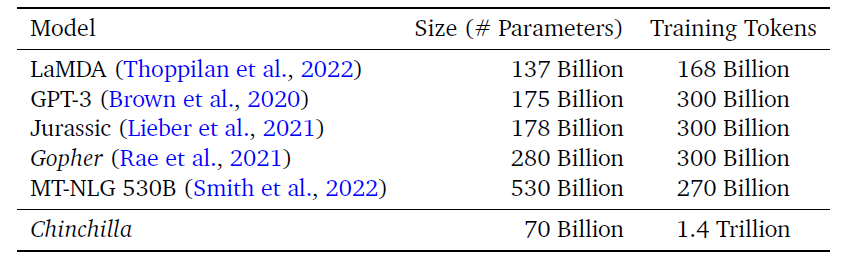 Model Size (# Parameters) Training Tokens
LaMDA (Thoppilan et al., 2022) 137 Billion 168 Billion
GPT-3 (Brown et al., 2020) 175 Billion 300 Billion
Jurassic (Lieber et al., 2021) 178 Billion 300 Billion
Gopher (Rae et al., 2021) 280 Billion 300 Billion
MT-NLG 530B (Smith et al., 2022) 530 Billion 270 Billion
Chinchilla 70 Billion 1.4 Trillion